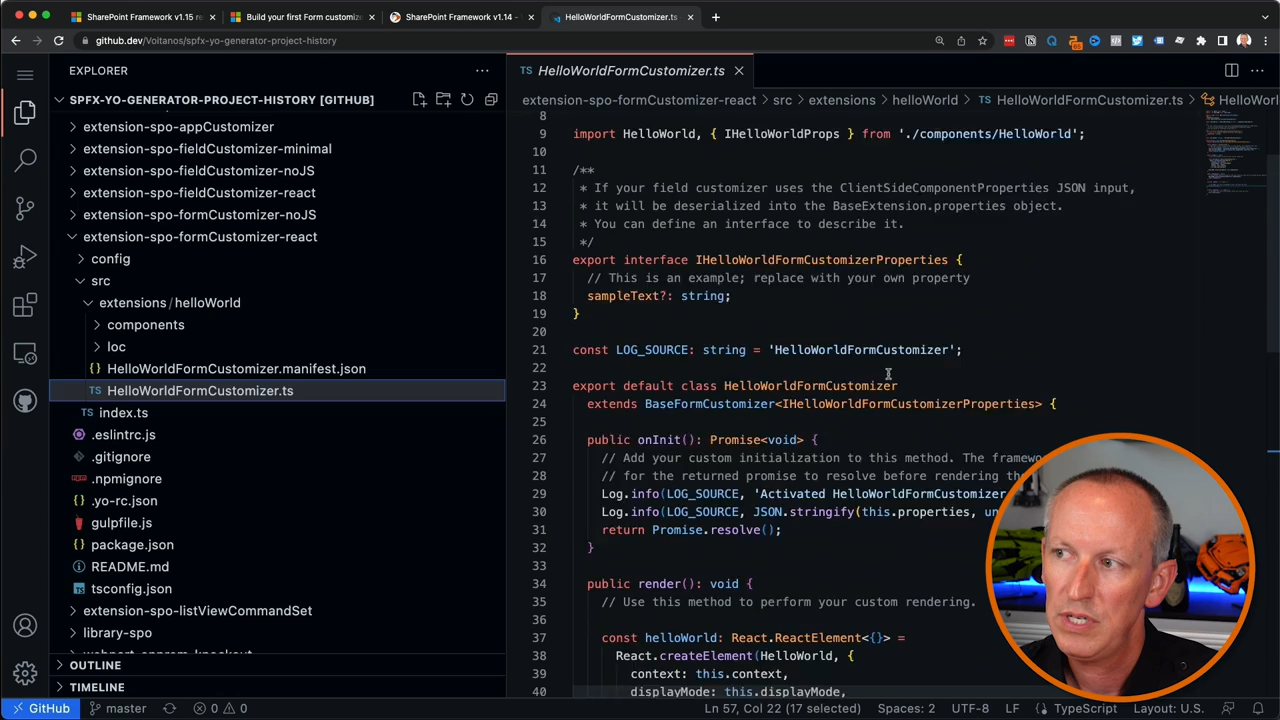 SharePoint Framework v1.15 re
Build your first Form customiz
SharePoint Framework v1.14 –
HelloWorldFormCustomizer.ts
github.dev/Voitanos/spfx-yo-generator-project-history
EXPLORER
HelloWorldFormCustomizer.ts
SPFX-YO-GENERATOR-PROJECT-HISTORY [GITHUB]
extension-spo-formCustomizer-react > src > extensions > helloWorld > TS HelloWorldFormCustomizer.ts > HelloWorl
extension-spo-appCustomizer
extension-spo-fieldCustomizer-minimal
extension-spo-fieldCustomizer-noJS
extension-spo-fieldCustomizer-react
extension-spo-formCustomizer-noJS
extension-spo-formCustomizer-react
config
src
extensions / helloWorld
components
loc
{} HelloWorldFormCustomizer.manifest.json
TS HelloWorldFormCustomizer.ts
TS index.ts
.eslintrc.js
.gitignore
.npmignore
.yo-rc.json
gulpfile.js
package.json
README.md
tsconfig.json
extension-spo-listViewCommandSet
library-spo
OUTLINE
TIMELINE
8
import HelloWorld, { IHelloWorldProps } from './components/HelloWorld';
10
11 /**
12 * If your field customizer uses the ClientSideComponentProperties JSON input,
13 * it will be deserialized into the BaseExtension.properties object.
14 * You can define an interface to describe it.
15 */
16 export interface IHelloWorldFormCustomizerProperties {
17 // This is an example; replace with your own property
18 sampleText?: string;
19 }
20
21 const LOG_SOURCE: string = 'HelloWorldFormCustomizer';
22
23 export default class HelloWorldFormCustomizer
24 extends BaseFormCustomizer<IHelloWorldFormCustomizerProperties> {
25
26 public onInit(): Promise<void> {
27 // Add your custom initialization to this method. The framew
28 // for the returned promise to resolve before rendering th
29 Log.info(LOG_SOURCE, 'Activated HelloWorldFormCustomizer
30 Log.info(LOG_SOURCE, JSON.stringify(this.properties, un
31 return Promise.resolve();
32 }
33
34 public render(): void {
35 // Use this method to perform your custom rendering.
36
37 const helloWorld: React.ReactElement<{}> =
38 React.createElement(HelloWorld, {
39 context: this.context,
40 displayMode: this.displayMode,
GitHub
master
0
0
Ln 57, Col 22 (17 selected)
Spaces: 2
UTF-8
LF
{} TypeScript
Layout: U.S.